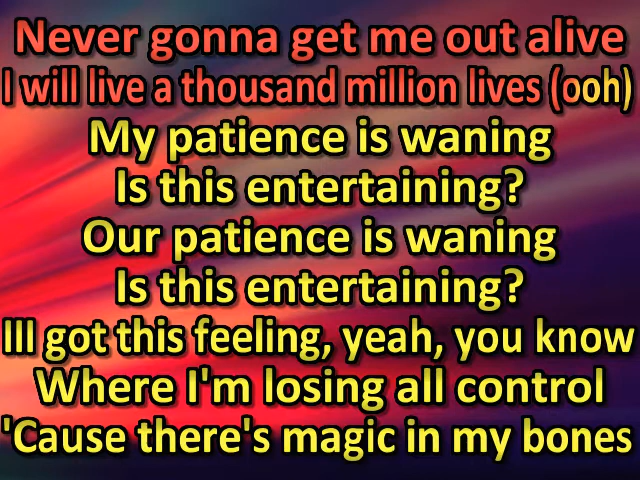 Never gonna get me out alive
I will live a thousand million lives (ooh)
My patience is waning
Is this entertaining?
Our patience is waning
Is this entertaining?
III got this feeling, yeah, you know
Where I'm losing all control
'Cause there's magic in my bones